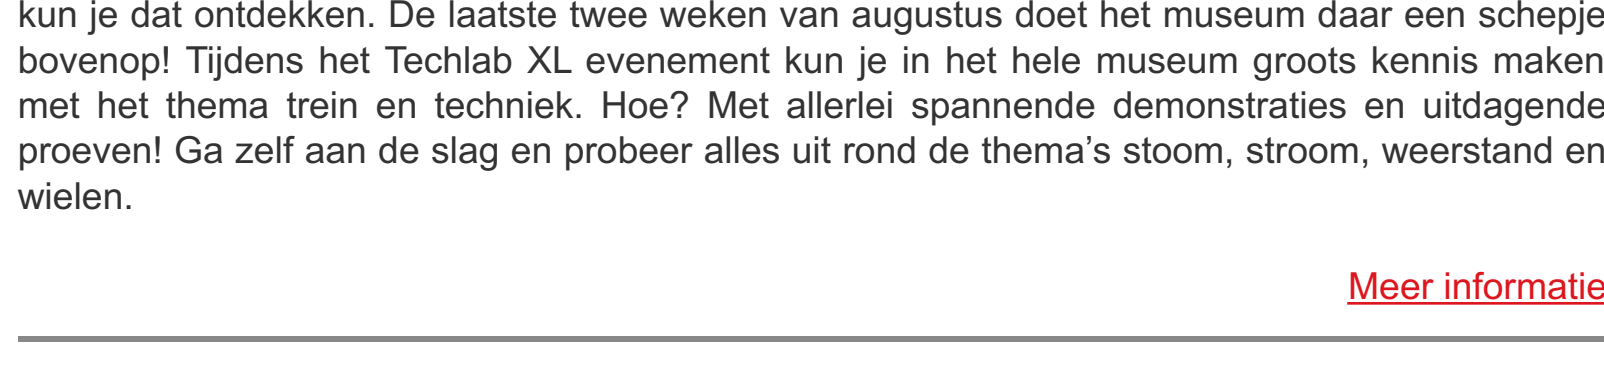 kun je dat ontdekken. De laatste twee weken van augustus doet het museum daar een schepje
bovenop! Tijdens het Techlab XL evenement kun je in het hele museum groots kennis maken
met het thema trein en techniek. Hoe? Met allerlei spannende demonstraties en uitdagende
proeven! Ga zelf aan de slag en probeer alles uit rond de thema’s stoom, stroom, weerstand en
wielen.
Meer informatie